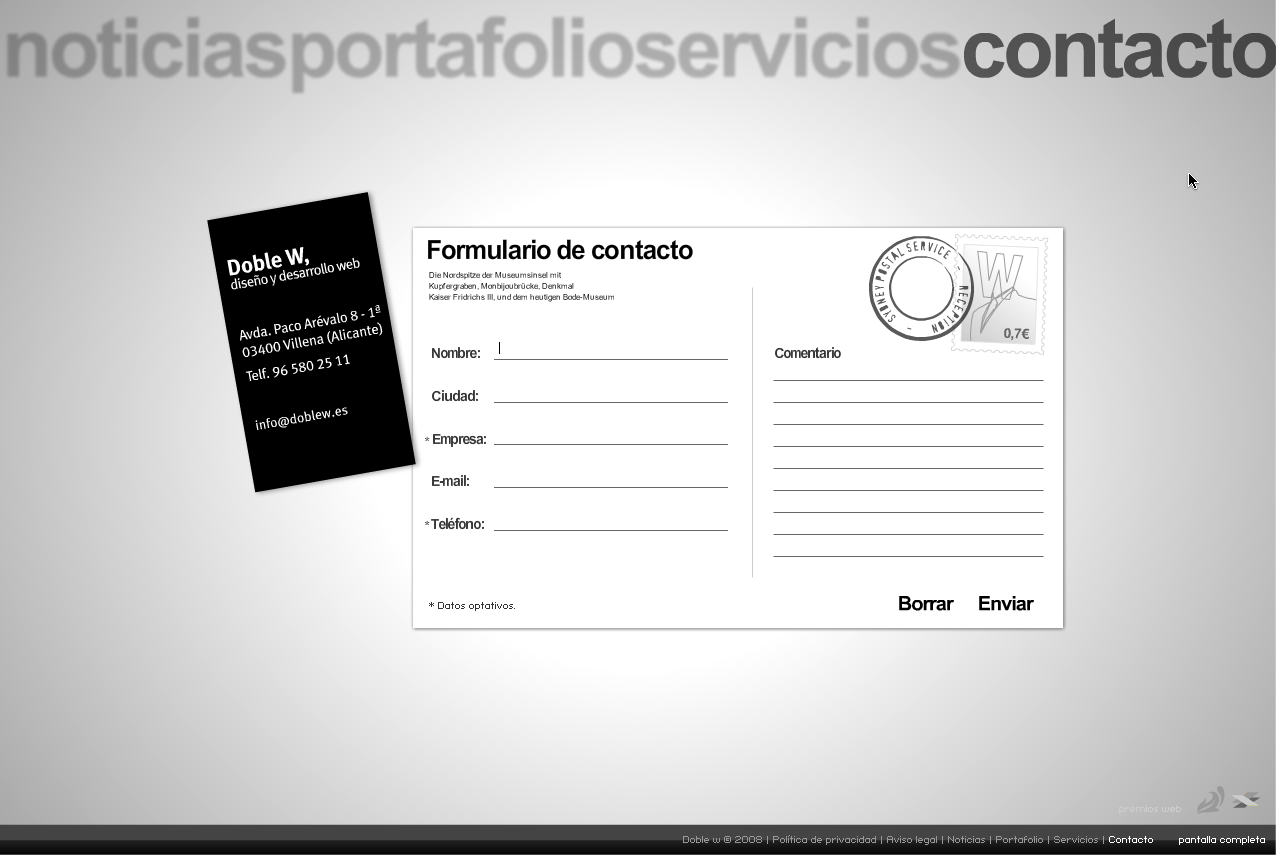 noticiasportafolioservicioscontacto
Doble W,
diseño y desarrollo web
Avda. Paco Arévalo 8 - 1ª
03400 Villena (Alicante)
Telf. 96 580 25 11
info@doblew.es
Formulario de contacto
Die Nordspitze der Museumsinsel mit
Kupfergraben, Monbijoubrücke, Denkmal
Kaiser Fridrichs III, und dem heutigen Bode-Museum
Nombre:
Ciudad:
* Empresa:
E-mail:
*Teléfono:
* Datos optativos.
SYDNEY POSTAL SERVICE - RECEPTION -
W
0,7€
Comentario
Borrar Enviar
premios web
Doble w © 2008 | Política de privacidad | Aviso legal | Noticias | Portafolio | Servicios | Contacto pantalla completa